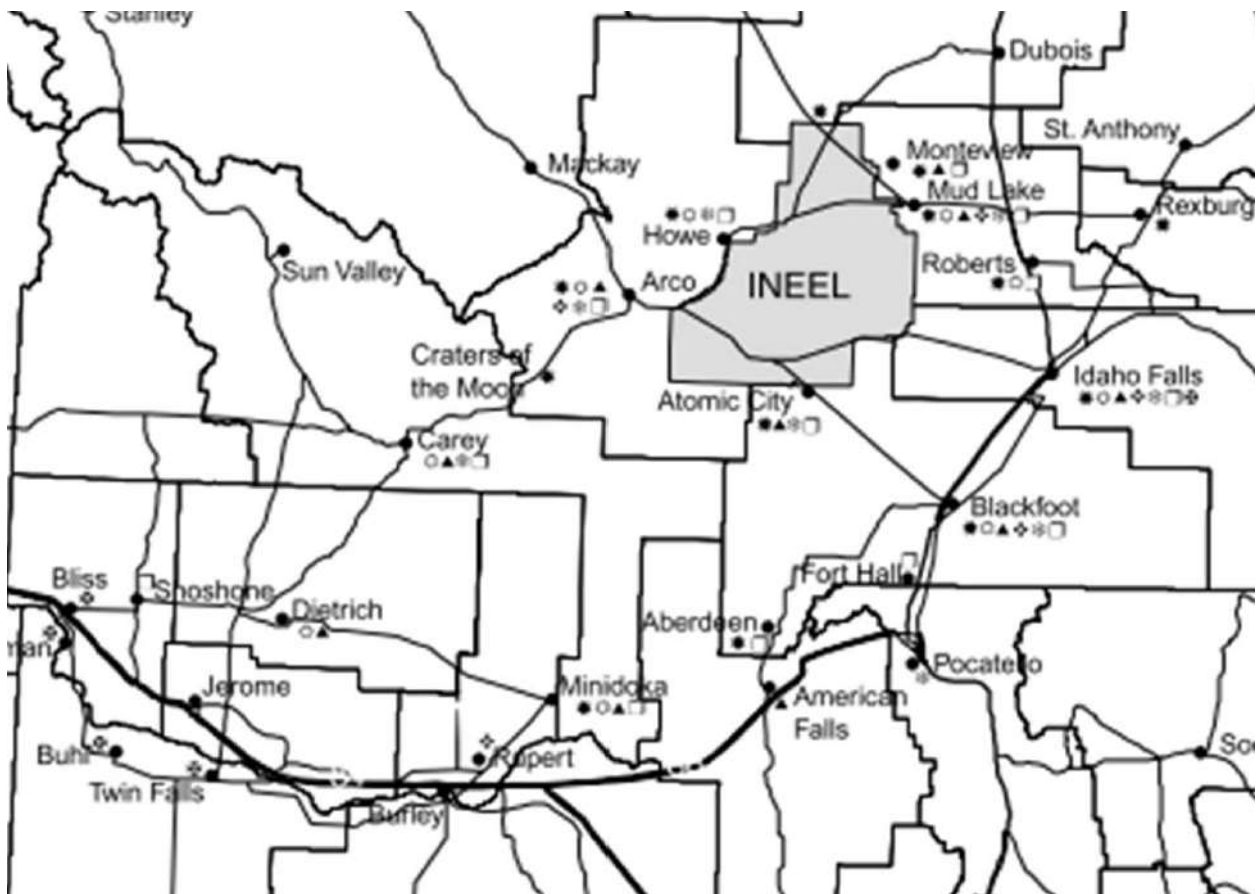 Stanley
Dubois
St. Anthony
Mackay
Monteview
Mud Lake
Rexburg
Howe
Sun Valley
Roberts
Arco
INEEL
Craters of
the Moon
Idaho Falls
Atomic City
Carey
Blackfoot
Fort Hall
Bliss
Shoshone
Dietrich
Aberdeen
man
Pocatello
Jerome
Minidoka
American
Falls
Buhl
Rupert
Twin Falls
Burley